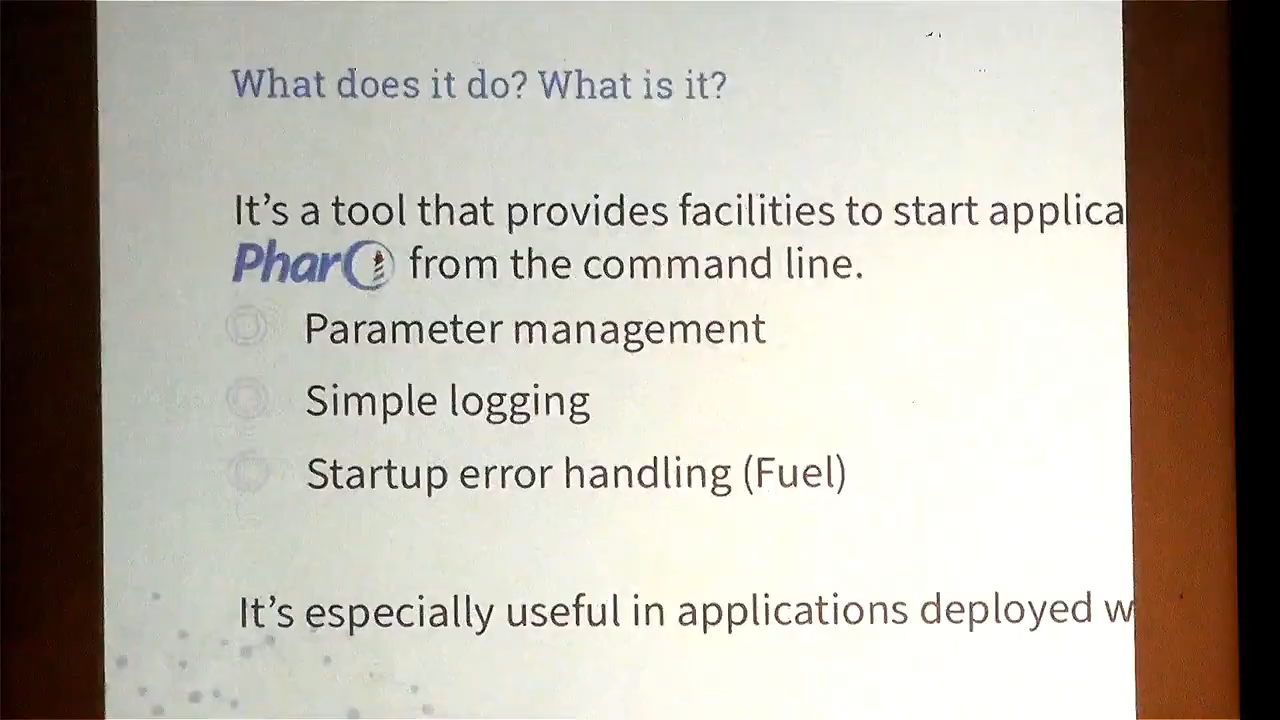 What does it do? What is it?
It's a tool that provides facilities to start applica
Pharo from the command line.
Parameter management
Simple logging
Startup error handling (Fuel)
It's especially useful in applications deployed w